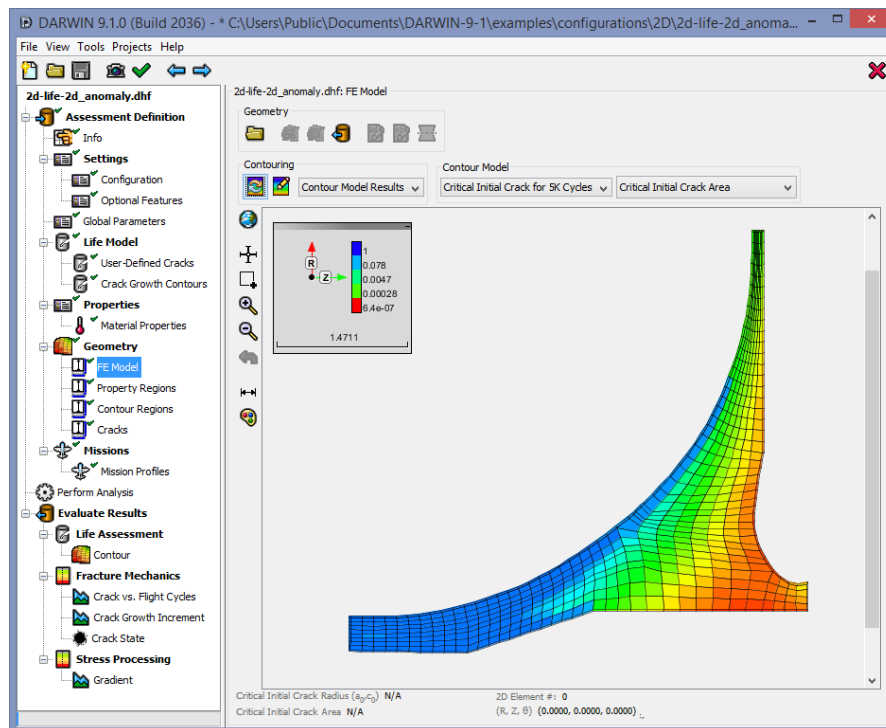 DARWIN 9.1.0 (Build 2036) - * C:\Users\Public\Documents\DARWIN-9-1\examples\configurations\2D\2d-life-2d_anoma...
File View Tools Projects Help
2d-life-2d_anomaly.dhf
Assessment Definition
Info
Settings
Configuration
Optional Features
Global Parameters
Life Model
User-Defined Cracks
Crack Growth Contours
Properties
Material Properties
Geometry
FE Model
Property Regions
Contour Regions
Cracks
Missions
Mission Profiles
Perform Analysis
Evaluate Results
Life Assessment
Contour
Fracture Mechanics
Crack vs. Flight Cycles
Crack Growth Increment
Crack State
Stress Processing
Gradient
2d-life-2d_anomaly.dhf: FE Model
Geometry
Contouring
Contour Model Results
Contour Model
Critical Initial Crack for 5K Cycles
Critical Initial Crack Area
R
Z
1
0.078
0.0047
0.00028
6.4e-07
1.4711
Critical Initial Crack Radius (a₀,c₀) N/A
2D Element #: 0
Critical Initial Crack Area N/A
(R, Z, θ) (0.0000, 0.0000, 0.0000)